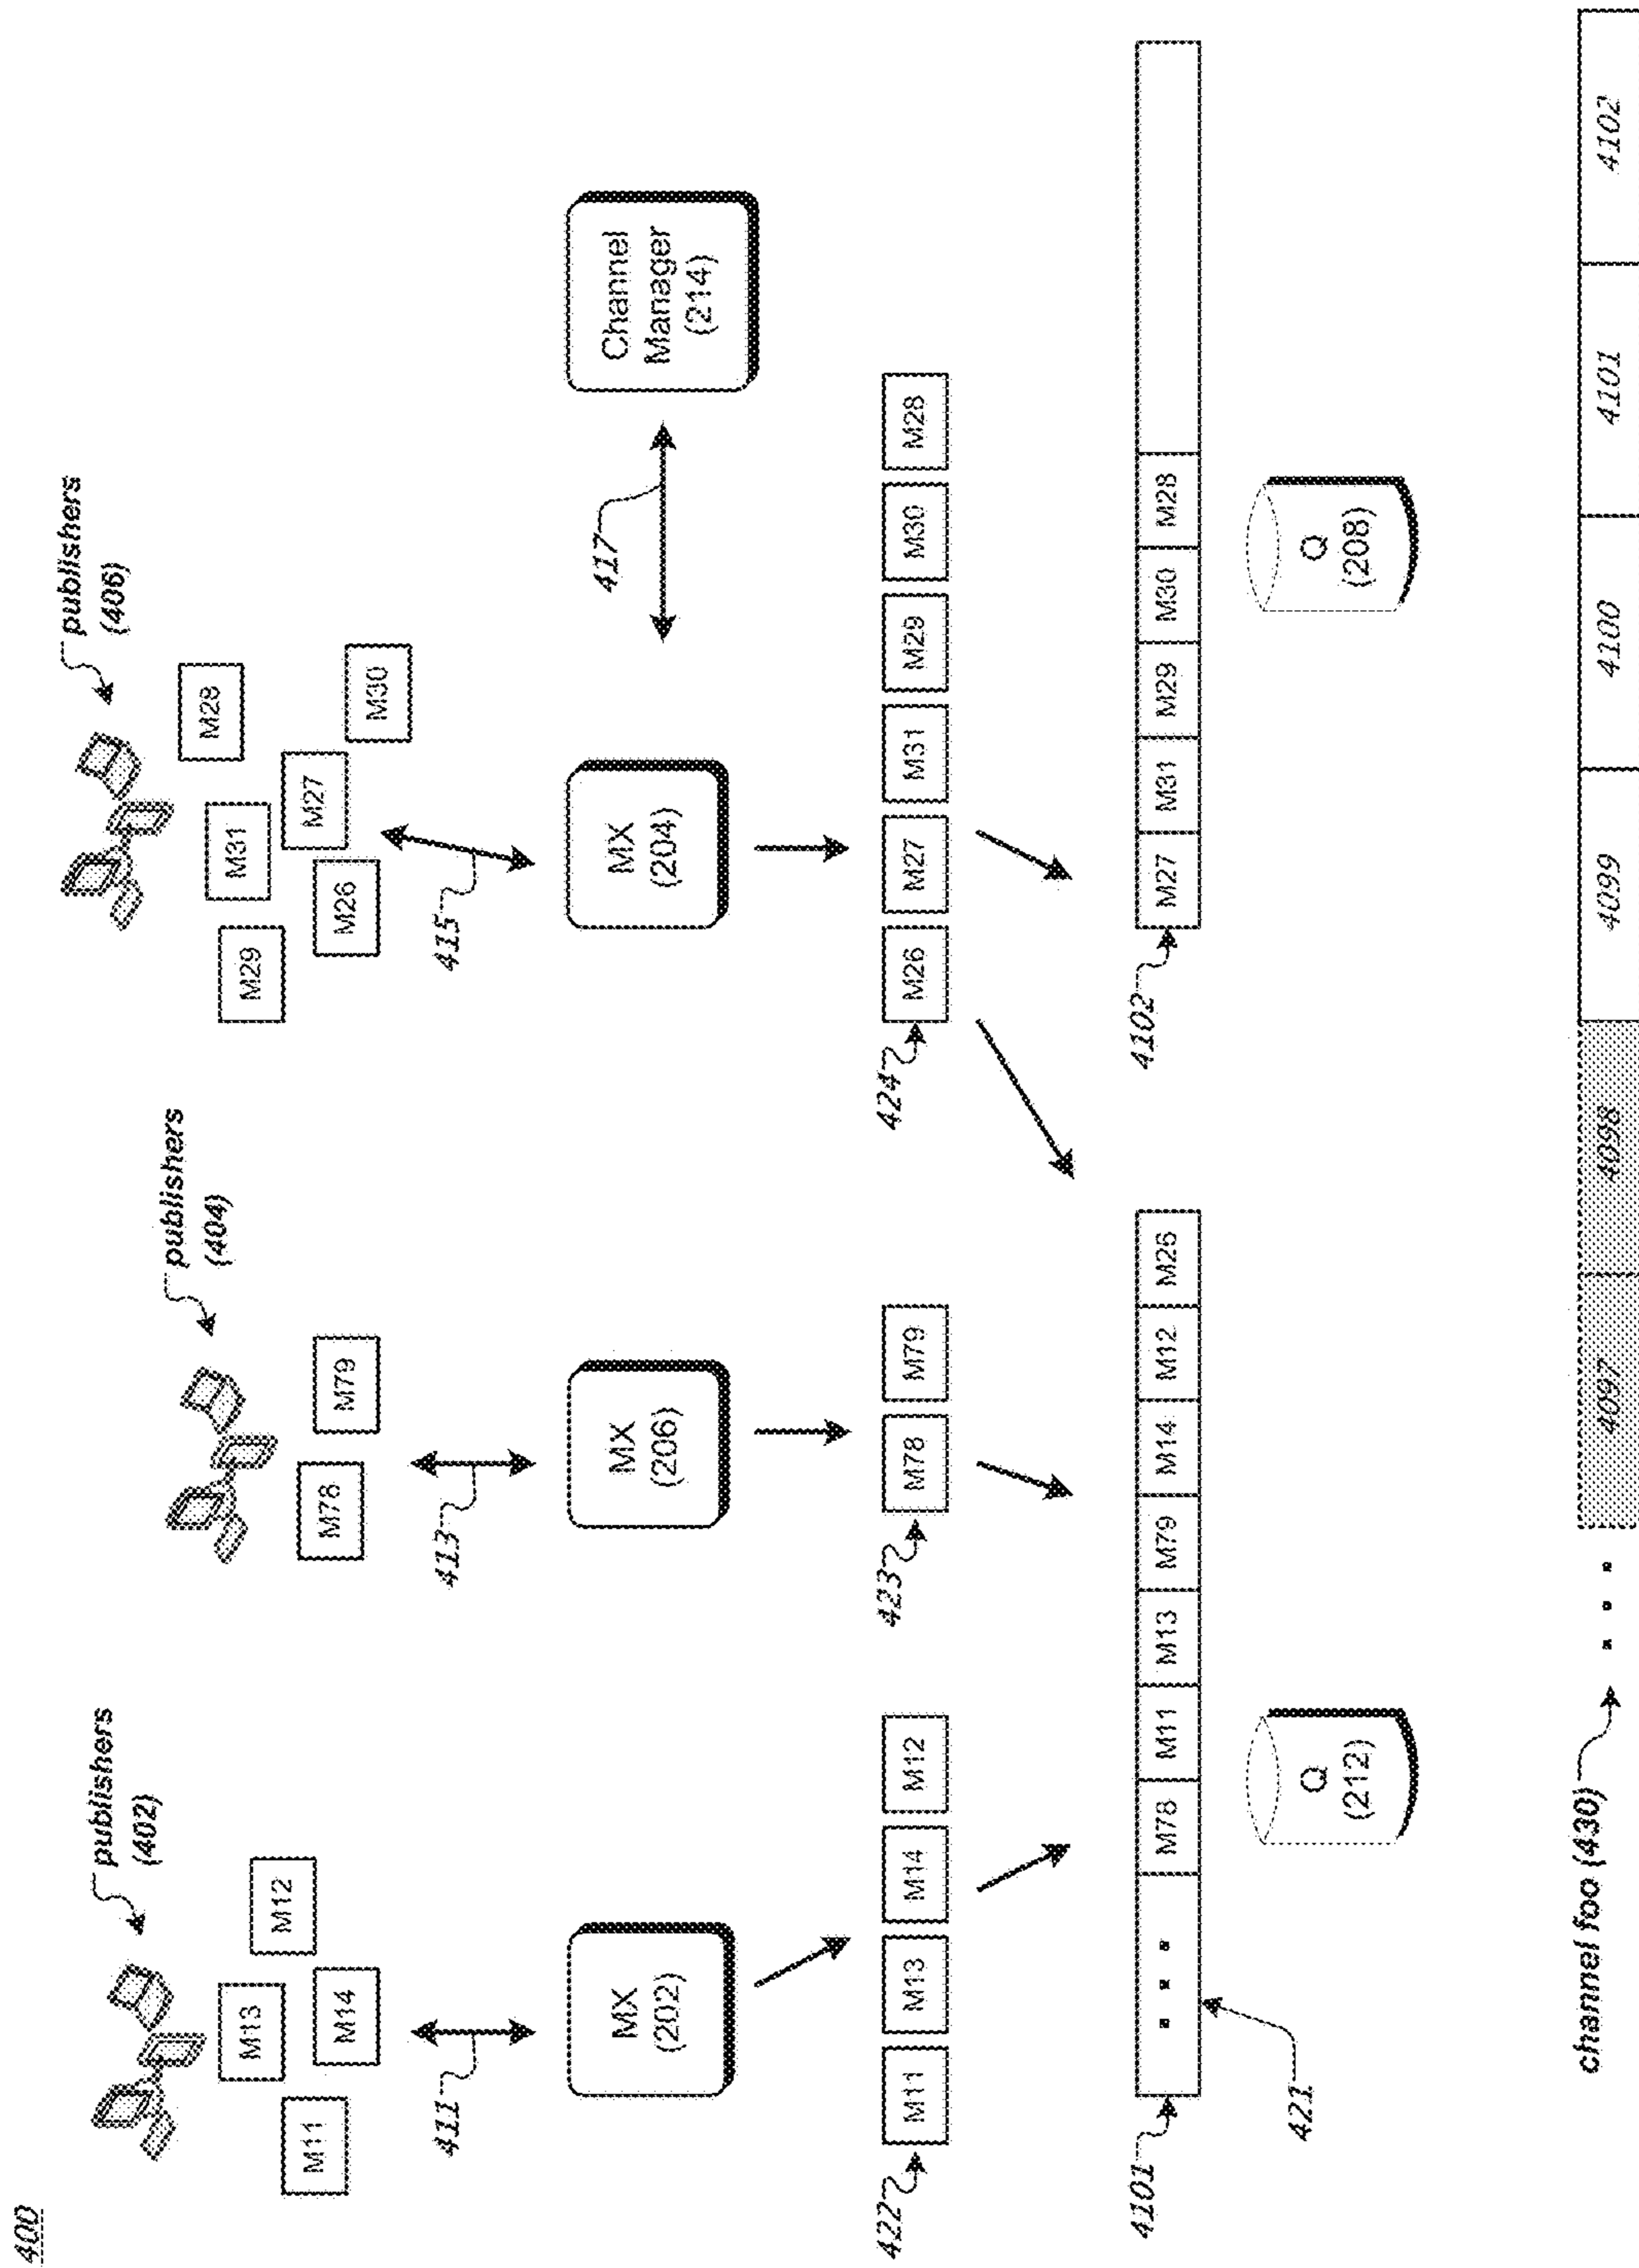 400
publishers
(402)
publishers
(404)
publishers
(406)
M11
M13
M14
M12
M78
M79
M29
M31
M26
M27
M28
M30
411
413
415
417
MX
(202)
MX
(206)
MX
(204)
Channel
Manager
(214)
422
M11
M13
M14
M12
423
M78
M79
424
M26
M27
M31
M29
M30
M28
4101
M78
M11
M13
M79
M14
M12
M26
4102
M27
M31
M29
M30
M28
421
Q
(212)
Q
(208)
channel foo (430)
4097
4098
4099
4100
4101
4102